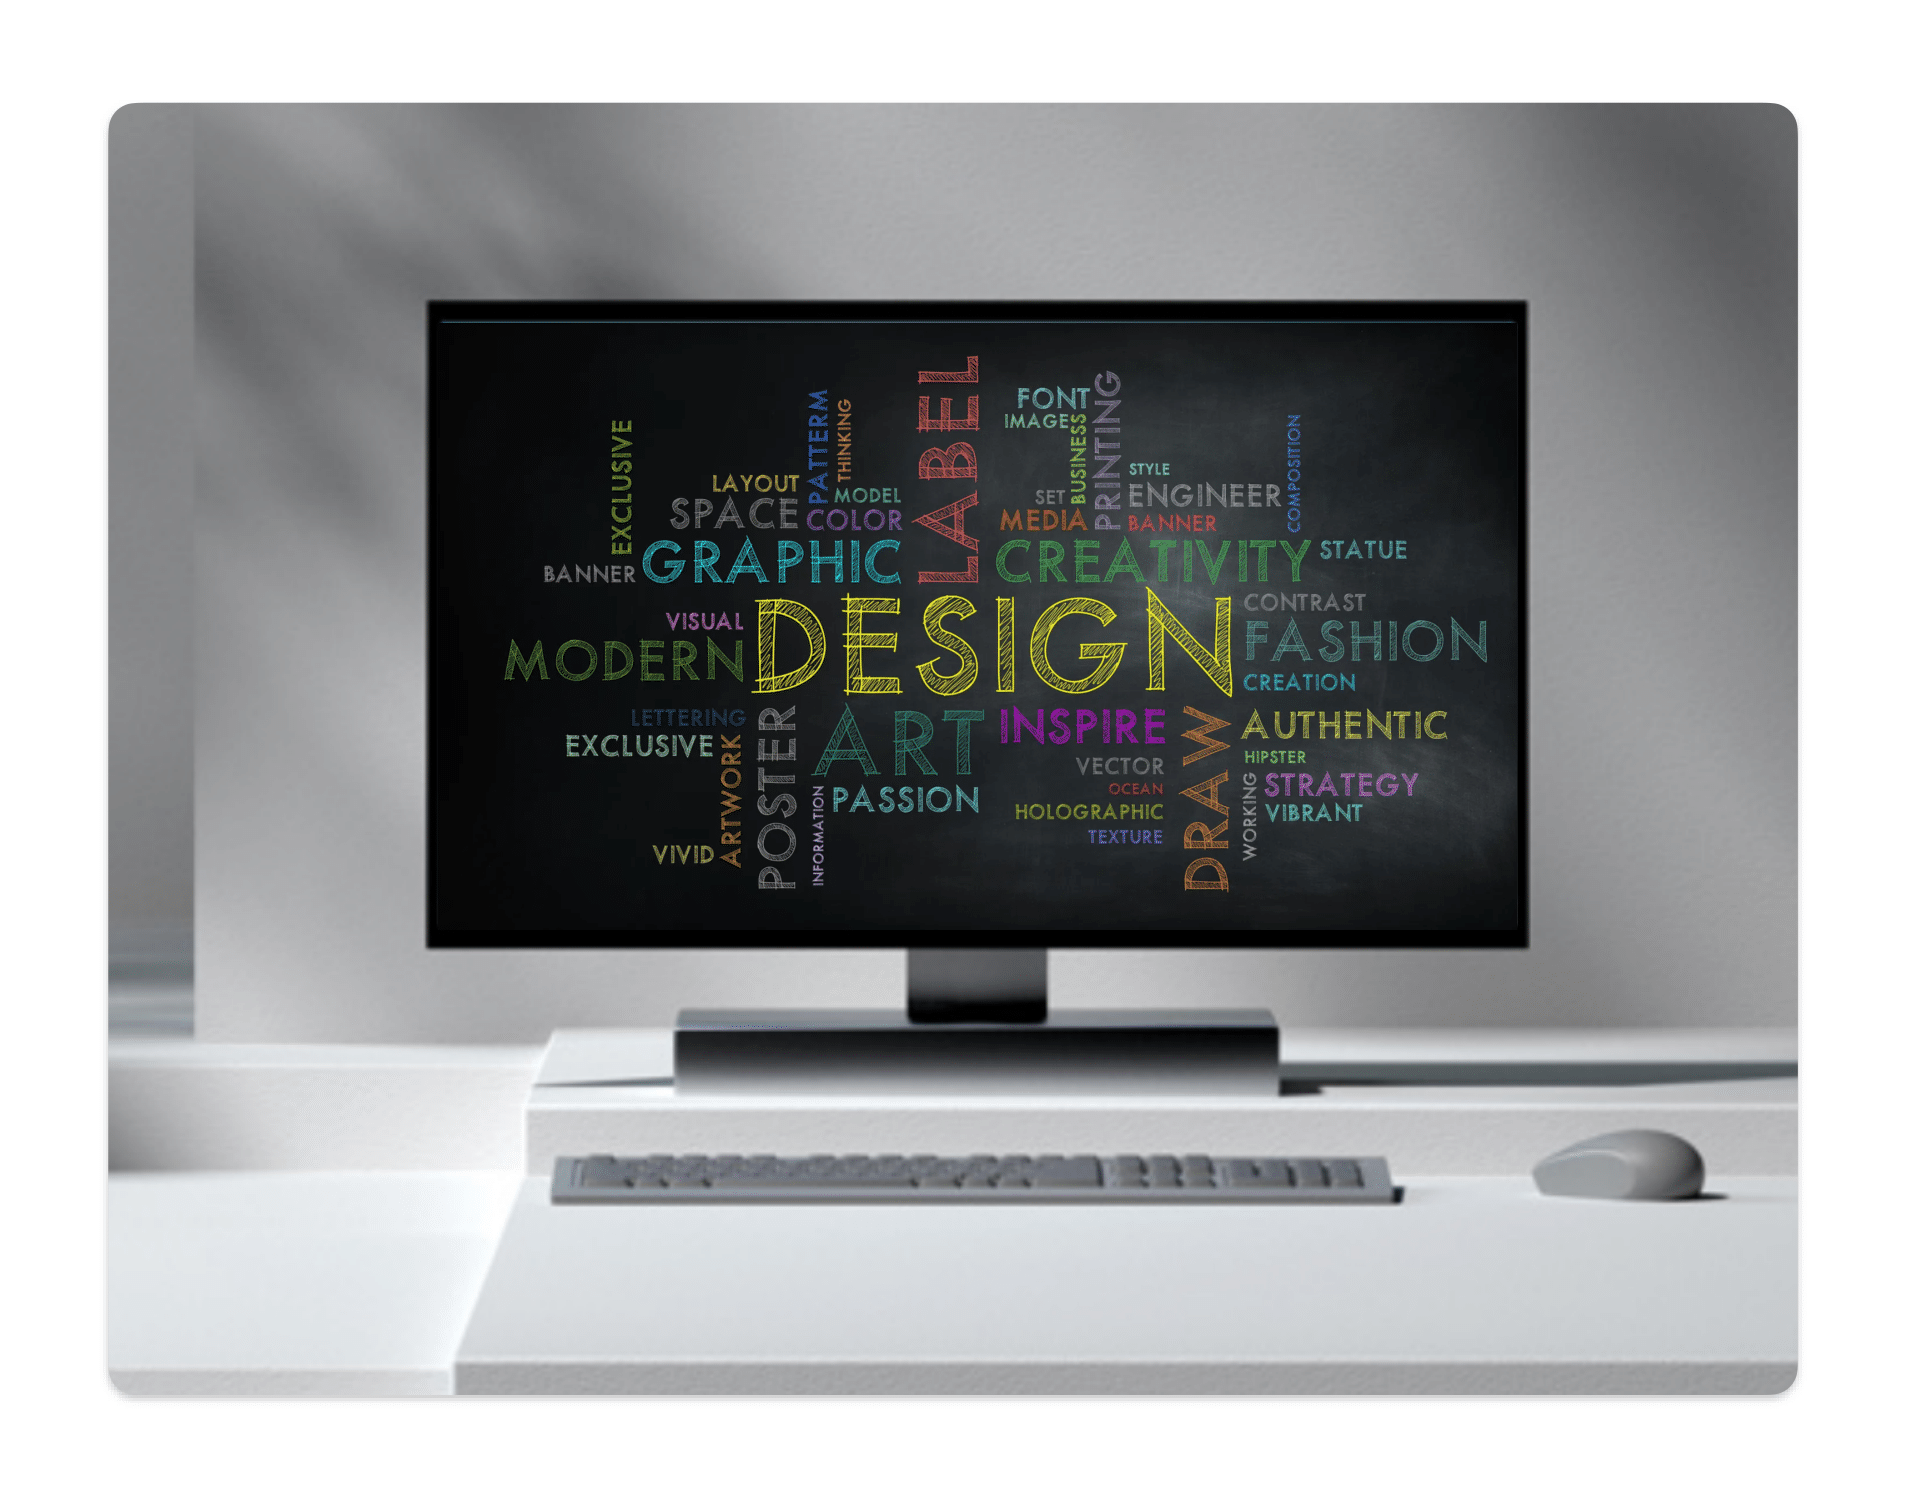 LABEL
FONT
PRINTING
IMAGES
BUSINESS
PATTERM
THINKING
EXCLUSIVE
COMPOSITION
STYLE
LAYOUT
MODEL
SET
ENGINEER
SPACE
COLOR
MEDIA
BANNER
GRAPHIC
CREATIVITY
STATUE
BANNER
VISUAL
DESIGN
CONTRAST
MODERN
FASHION
CREATION
LETTERING
POSTER
ART
INSPIRE
DRAW
AUTHENTIC
EXCLUSIVE
ARTWORK
VECTOR
HIPSTER
OCEAN
WORKING
STRATEGY
INFORMATION
PASSION
HOLOGRAPHIC
VIBRANT
TEXTURE
VIVID